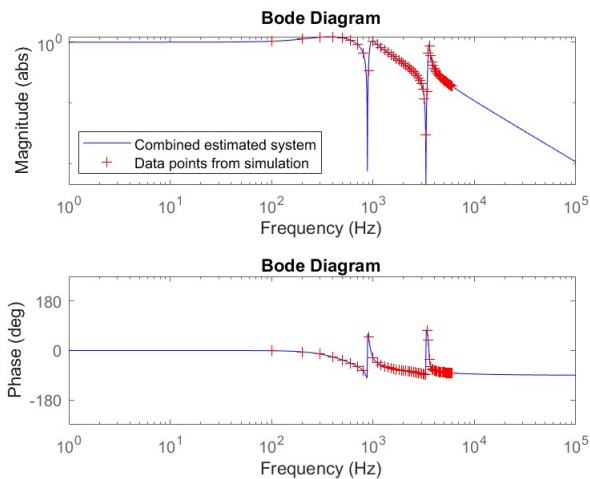 Bode Diagram
10^0
Magnitude (abs)
Combined estimated system
Data points from simulation
10^0 10^1 10^2 10^3 10^4 10^5
Frequency (Hz)
Bode Diagram
180
0
-180
Phase (deg)
10^0 10^1 10^2 10^3 10^4 10^5
Frequency (Hz)